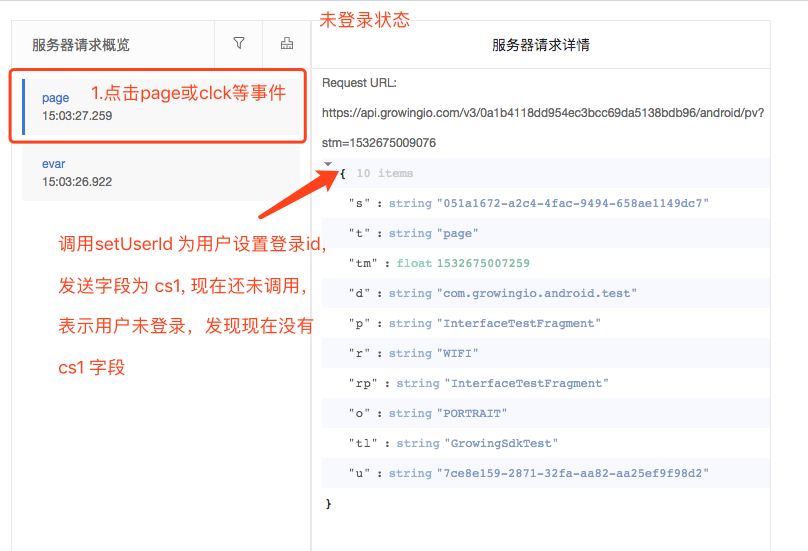 未登录状态
服务器请求概览
服务器请求详情
page
1.点击page或clck等事件
15:03:27.259
evar
15:03:26.922
调用setUserId 为用户设置登录id,
发送字段为 cs1, 现在还未调用,
表示用户未登录，发现现在没有
cs1 字段
Request URL:
https://api.growingio.com/v3/0a1b4118dd954ec3bcc69da5138bdb96/android/pv?
stm=1532675009076
{ 10 items
"s" : string "051a1672-a2c4-4fac-9494-658ae1149dc7"
"t" : string "page"
"tm" : float 1532675007259
"d" : string "com.growingio.android.test"
"p" : string "InterfaceTestFragment"
"r" : string "WIFI"
"rp" : string "InterfaceTestFragment"
"o" : string "PORTRAIT"
"tl" : string "GrowingSdkTest"
"u" : string "7ce8e159-2871-32fa-aa82-aa25ef9f98d2"
}